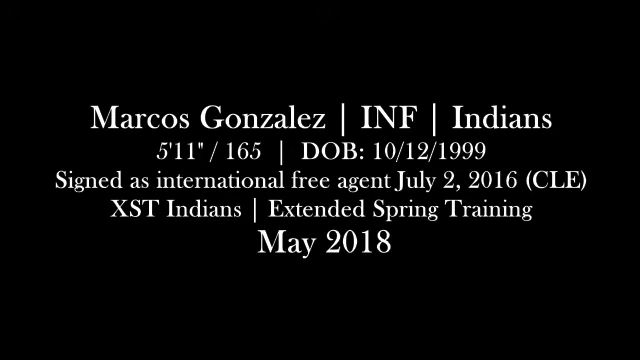 Marcos Gonzalez | INF | Indians
5'11" / 165 | DOB: 10/12/1999
Signed as international free agent July 2, 2016 (CLE)
XST Indians | Extended Spring Training
May 2018